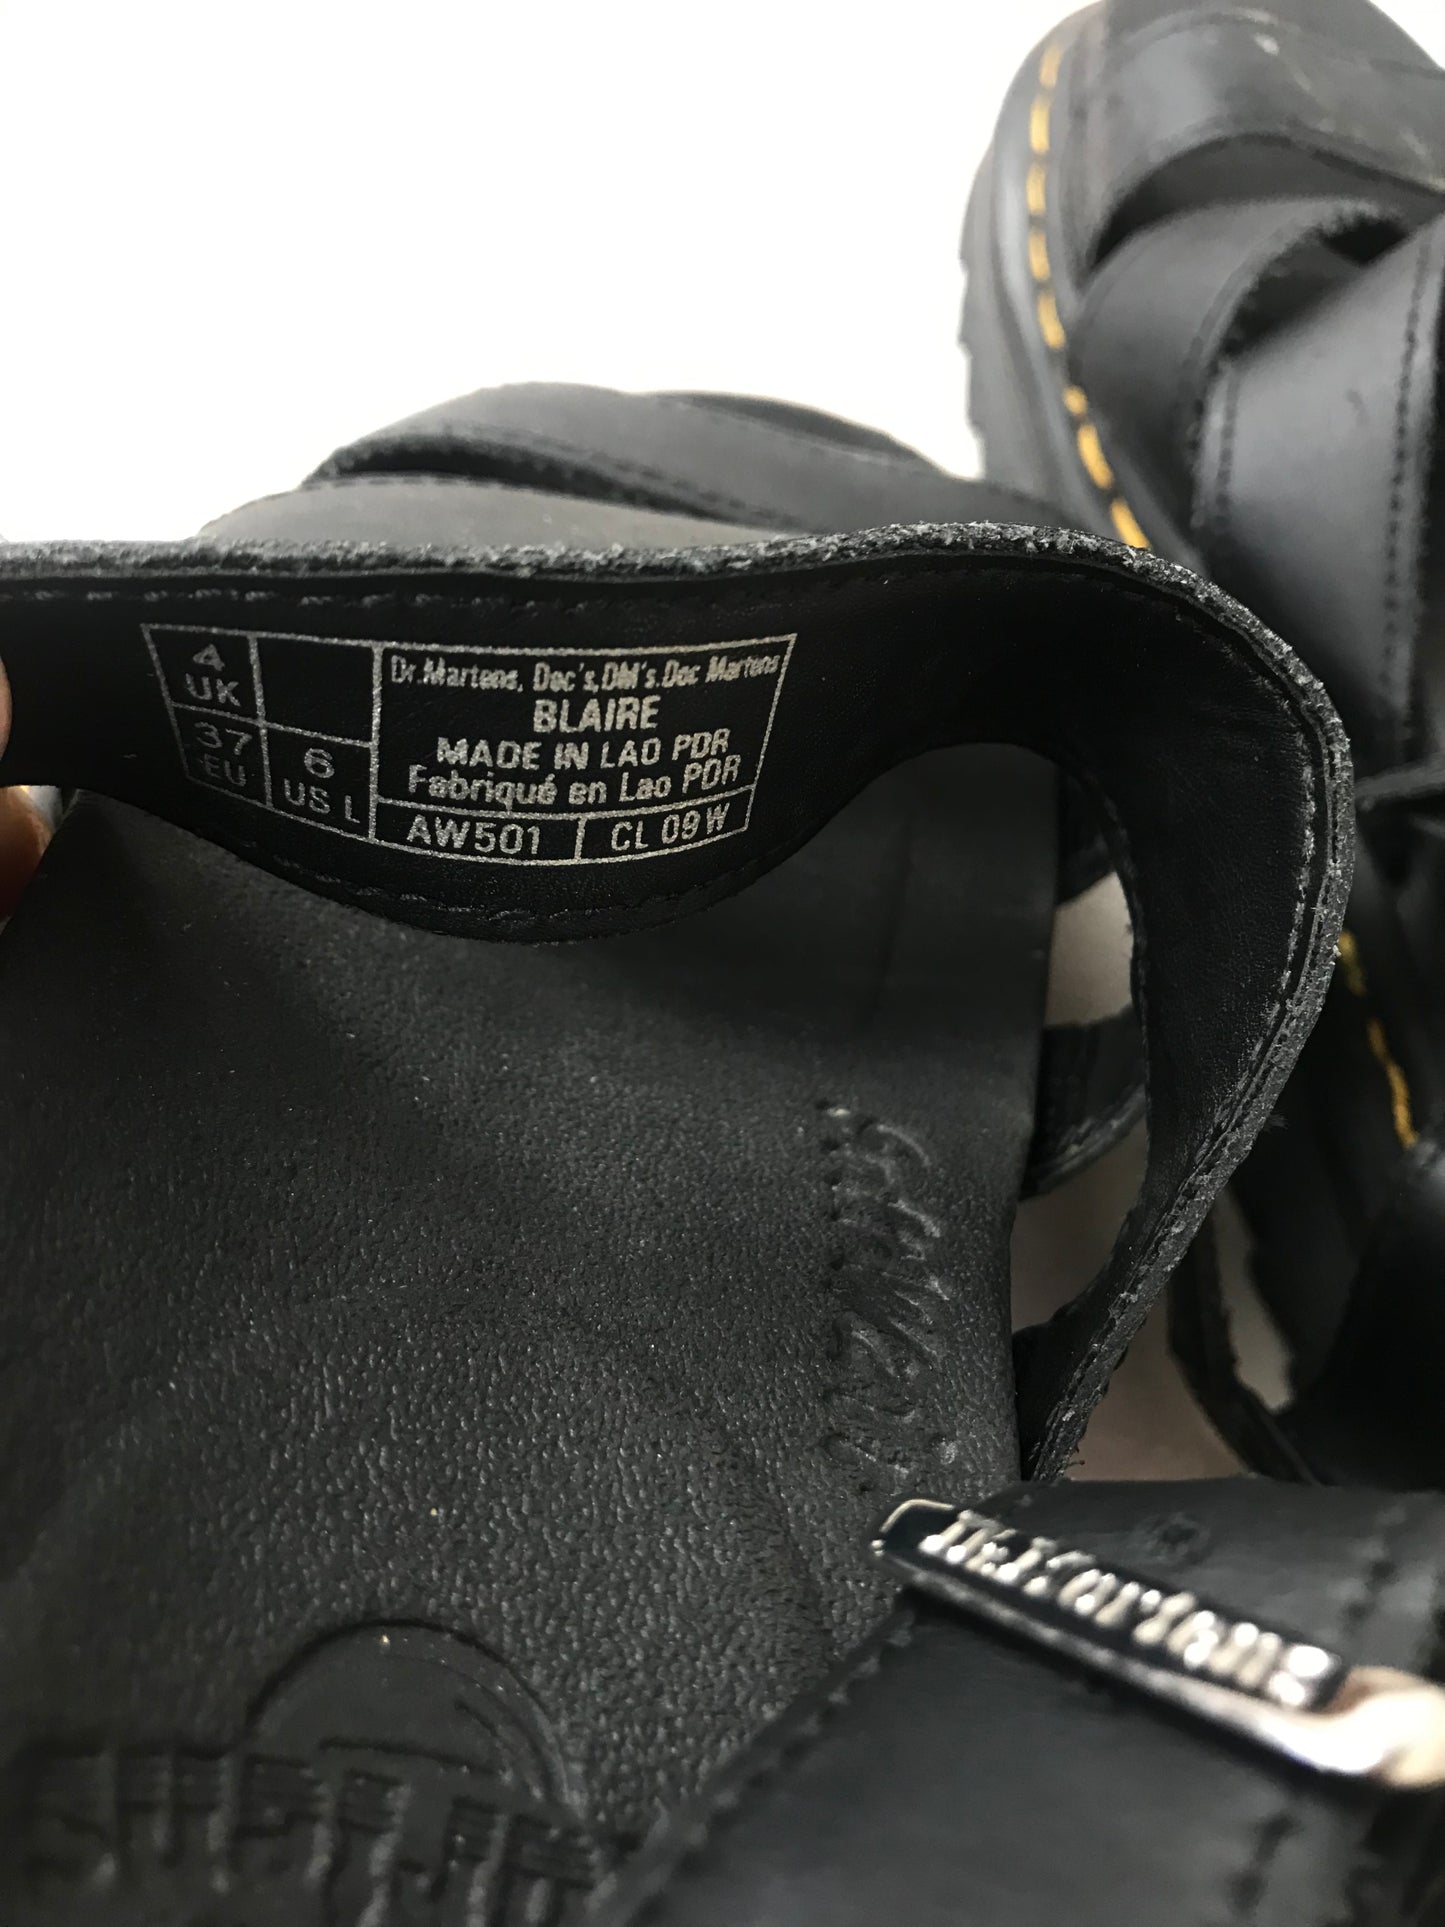 4
UK
37
EU
6
US L
Dr.Martens, Doc's, DM's. Doc Martens
BLAIRE
MADE IN LAO PDR
Fabriqué en Lao PDR
AW501
CL 09W
Dr.Martens